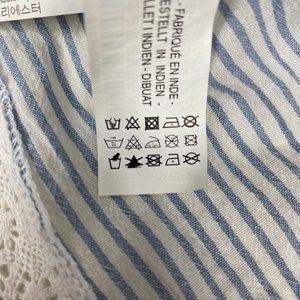 리에스터
- FABRIQUÉ EN INDE -
ESTELLT IN INDIEN -
LLET I INDIEN - DIBUAT